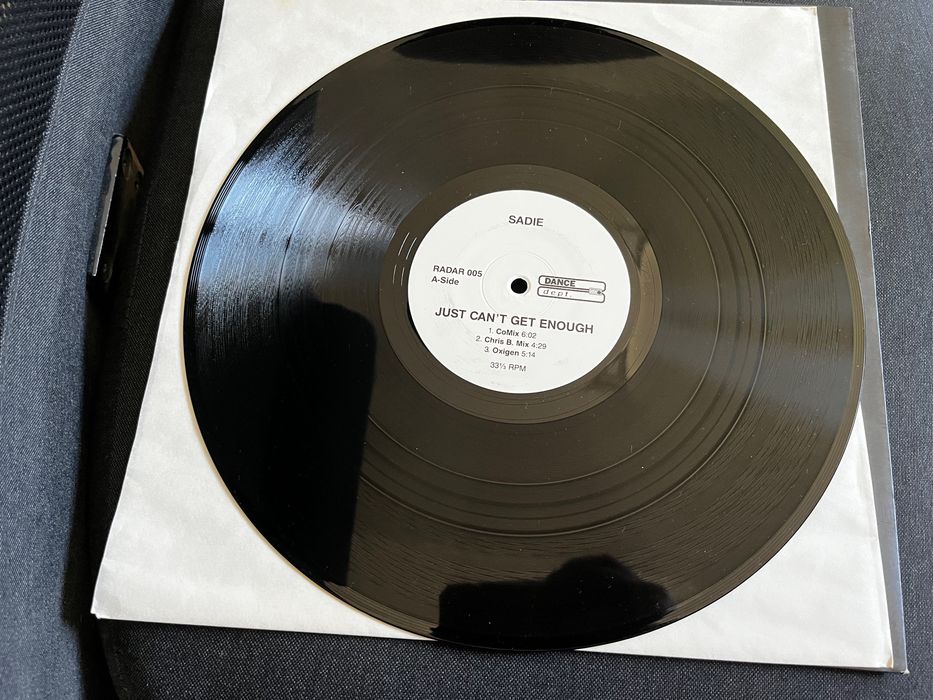 SADIE
RADAR 005
A-Side
DANCE
dept.
JUST CAN'T GET ENOUGH
1. CoMix 6:02
2. Chris B. Mix 4:29
3. Oxigen 5:14
33⅓ RPM